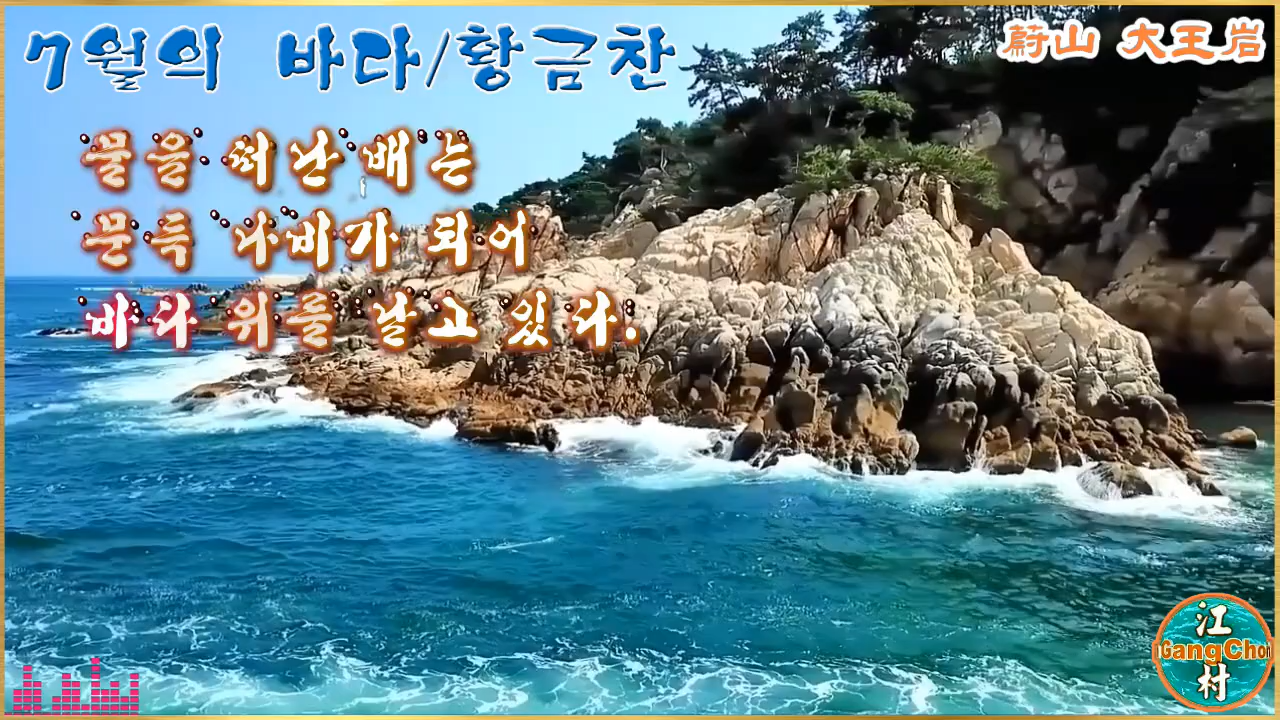 7월의 바다/황금찬
蔚山 大王岩
물을 떠난 배는
문득 나비가 되어
바다 위를 날고 있다.
江
GangChon
村